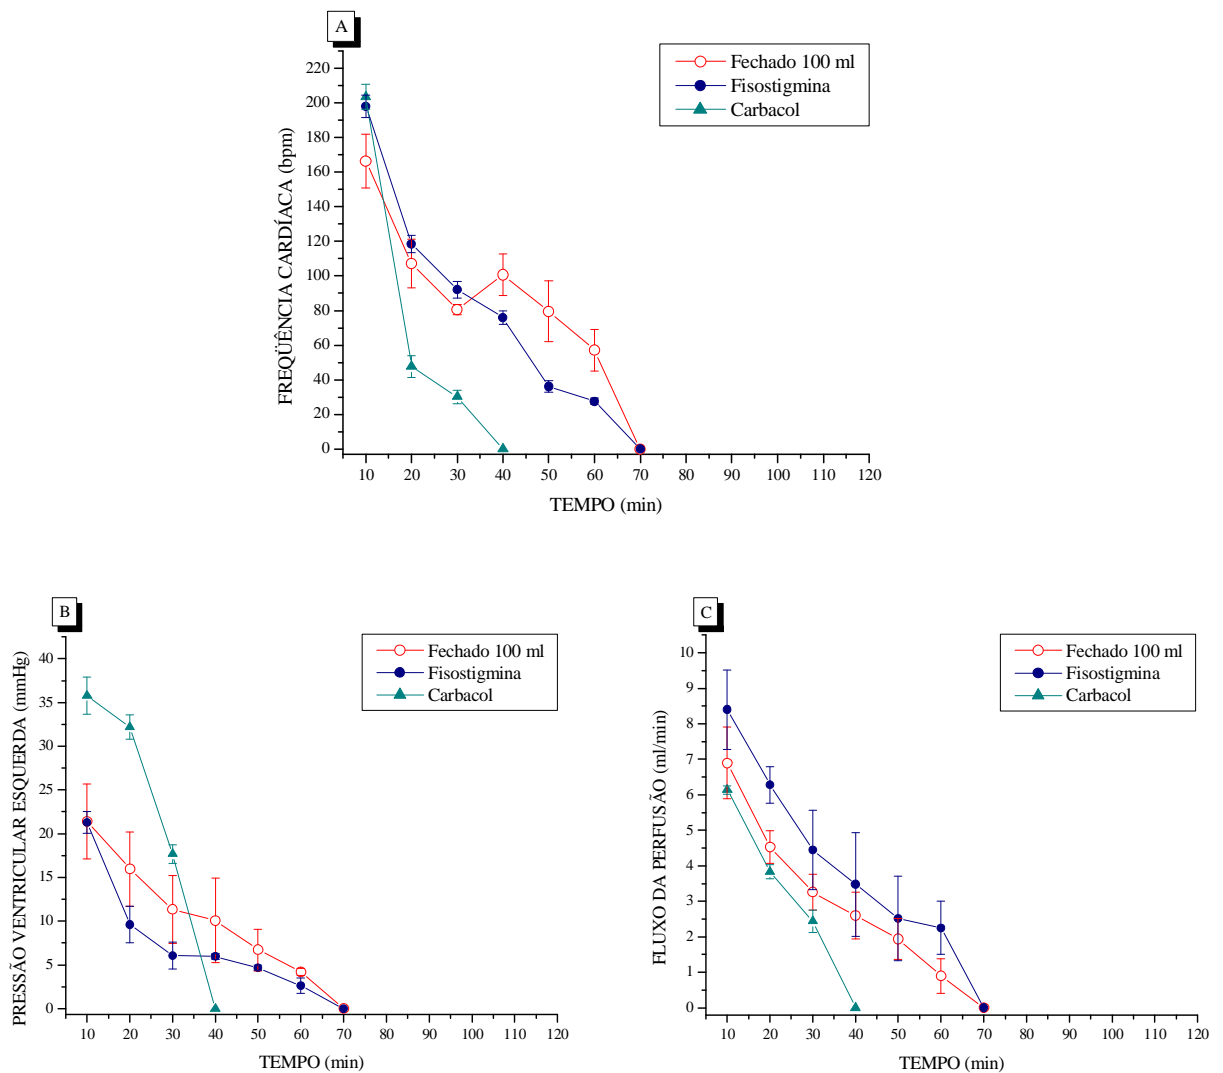 A
Fechado 100 ml
Fisostigmina
Carbacol
FREQÜÊNCIA CARDÍACA (bpm)
220
200
180
160
140
120
100
80
60
40
20
0
10 20 30 40 50 60 70 80 90 100 110 120
TEMPO (min)
B
Fechado 100 ml
Fisostigmina
Carbacol
PRESSÃO VENTRICULAR ESQUERDA (mmHg)
40
35
30
25
20
15
10
5
0
10 20 30 40 50 60 70 80 90 100 110 120
TEMPO (min)
C
Fechado 100 ml
Fisostigmina
Carbacol
FLUXO DA PERFUSÃO (ml/min)
10
9
8
7
6
5
4
3
2
1
0
10 20 30 40 50 60 70 80 90 100 110 120
TEMPO (min)